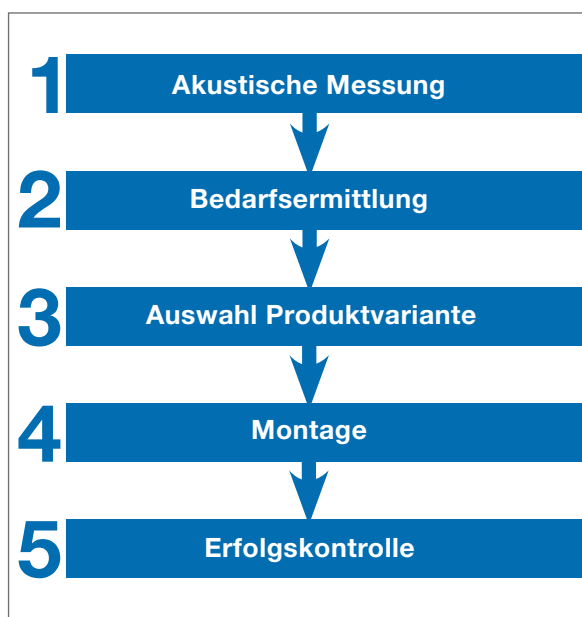 1 Akustische Messung
2 Bedarfsermittlung
3 Auswahl Produktvariante
4 Montage
5 Erfolgskontrolle